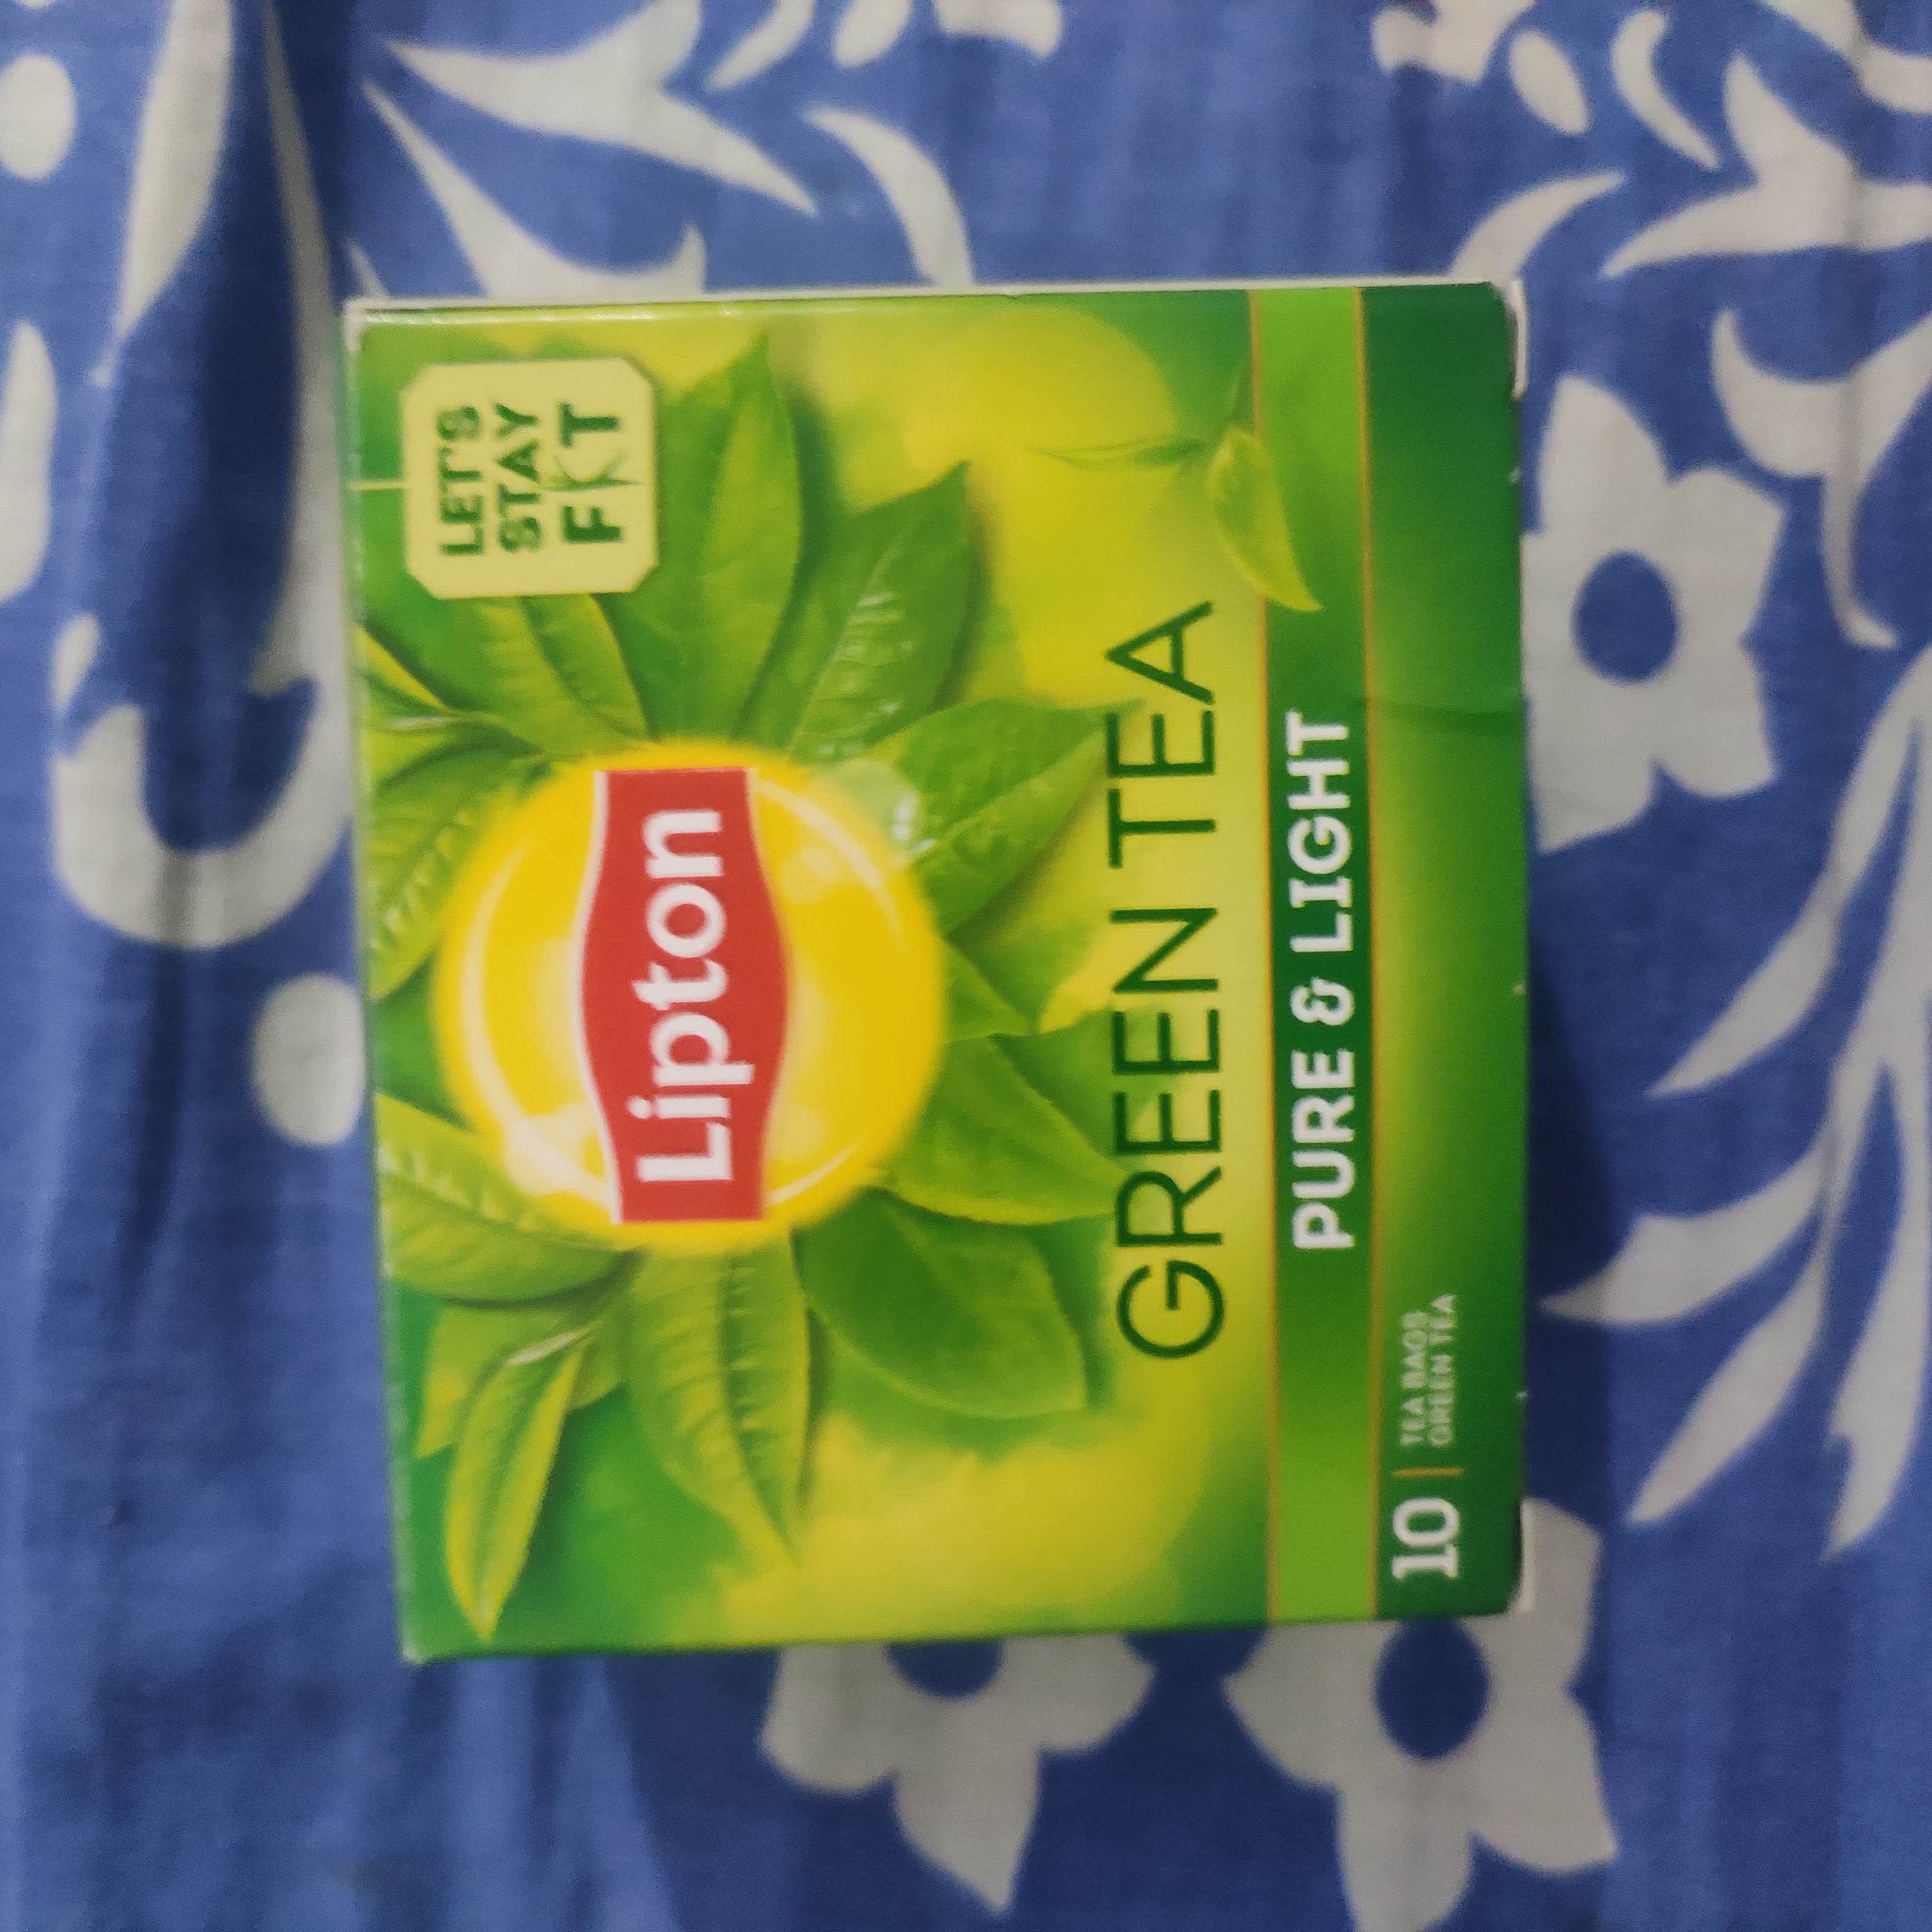 Lipton
LET'S
STAY
FIT
GREEN TEA
PURE & LIGHT
10
TEA BAGS
GREEN TEA